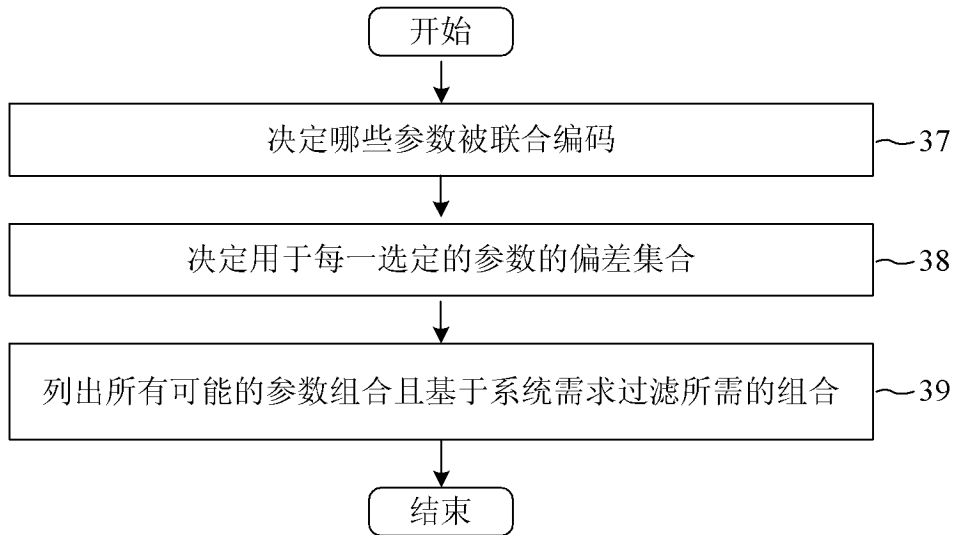 开始
决定哪些参数被联合编码
37
决定用于每一选定的参数的偏差集合
38
列出所有可能的参数组合且基于系统需求过滤所需的组合
39
结束